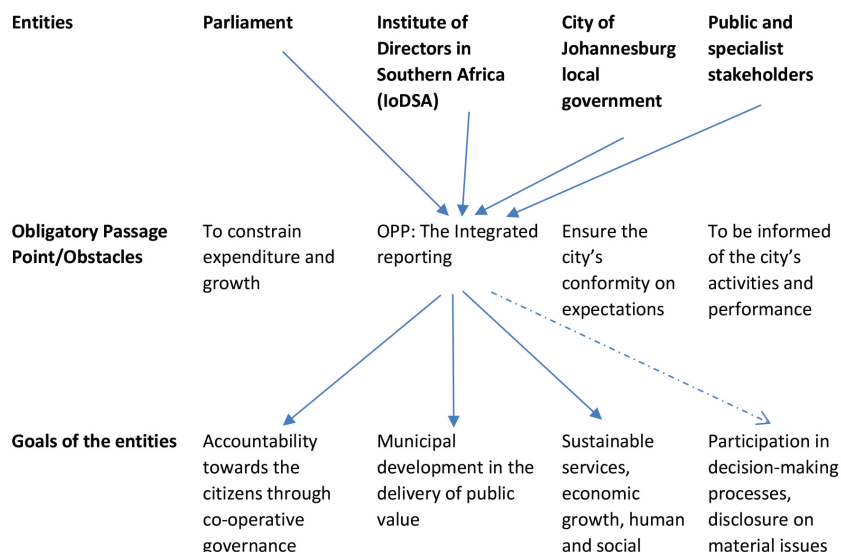 Entities
Parliament
Institute of
Directors in
Southern Africa
(IoDSA)
City of
Johannesburg
local
government
Public and
specialist
stakeholders
Obligatory Passage
Point/Obstacles
To constrain
expenditure and
growth
OPP: The Integrated
reporting
Ensure the
city’s
conformity on
expectations
To be informed
of the city’s
activities and
performance
Goals of the entities
Accountability
towards the
citizens through
co-operative
governance
Municipal
development in the
delivery of public
value
Sustainable
services,
economic
growth, human
and social
Participation in
decision-making
processes,
disclosure on
material issues